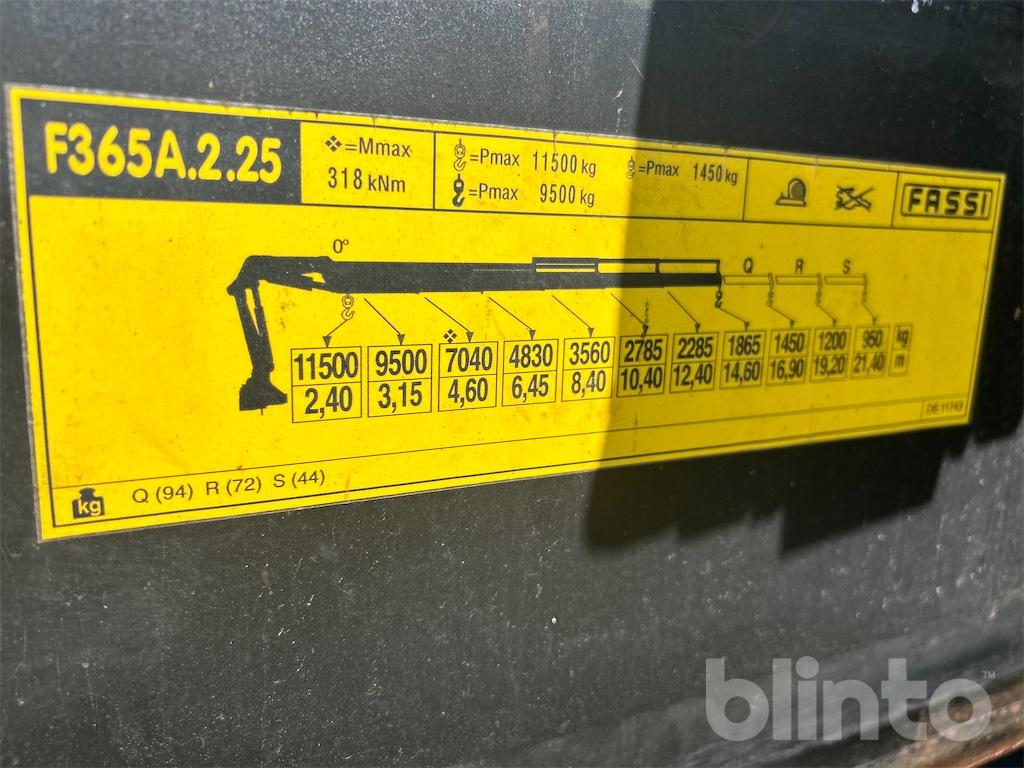 F365A.2.25
❖=Mmax
318 kNm
=Pmax 11500 kg
=Pmax 9500 kg
=Pmax 1450 kg
FASSI
0°
Q R S
11500 9500 7040 4830 3560 2785 2285 1865 1450 1200 950 kg
2,40 3,15 4,60 6,45 8,40 10,40 12,40 14,60 16,90 19,20 21,40 m
DE11743
kg Q (94) R (72) S (44)
blinto™